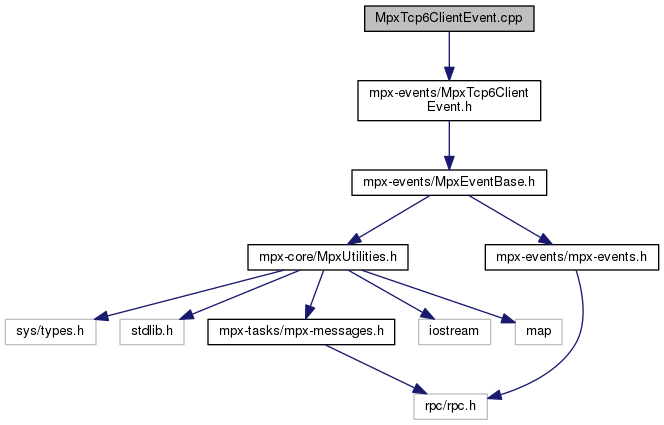 MpxTcp6ClientEvent.cpp
mpx-events/MpxTcp6Client
Event.h
mpx-events/MpxEventBase.h
mpx-core/MpxUtilities.h
mpx-events/mpx-events.h
sys/types.h
stdlib.h
mpx-tasks/mpx-messages.h
iostream
map
rpc/rpc.h